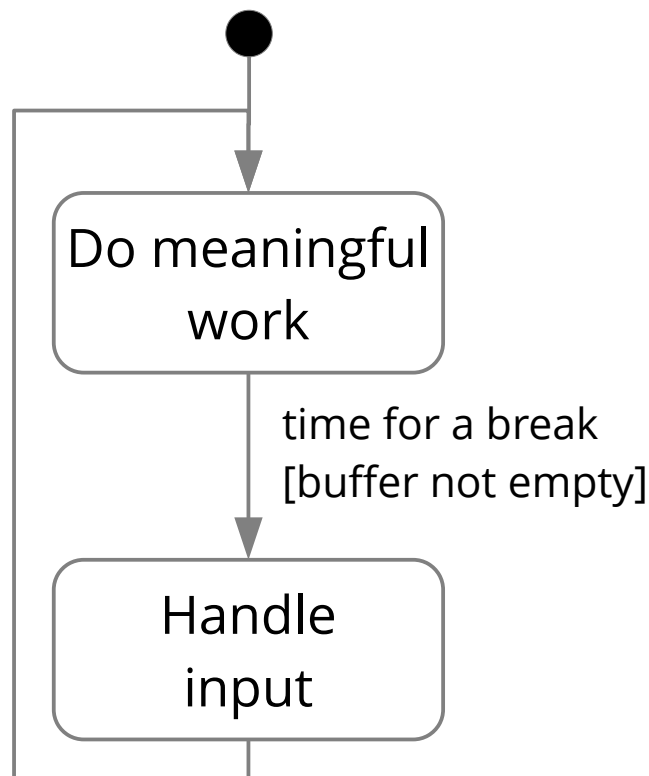 Do meaningful
work
time for a break
[buffer not empty]
Handle
input